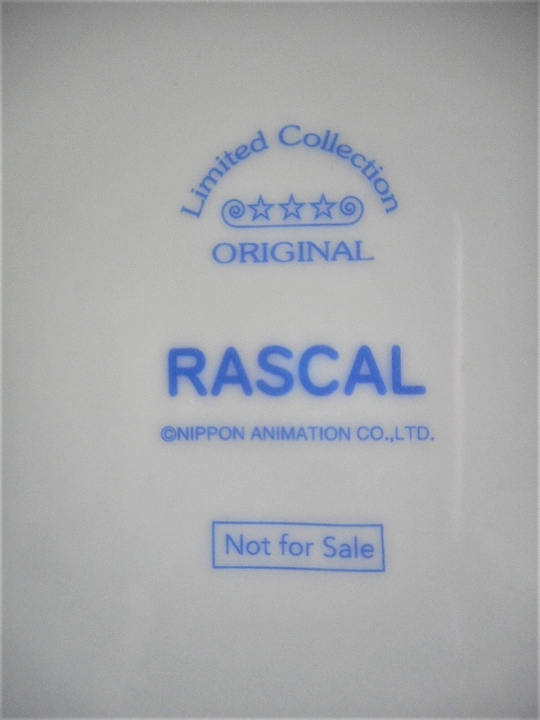 Limited Collection
ORIGINAL
RASCAL
©NIPPON ANIMATION CO.,LTD.
Not for Sale